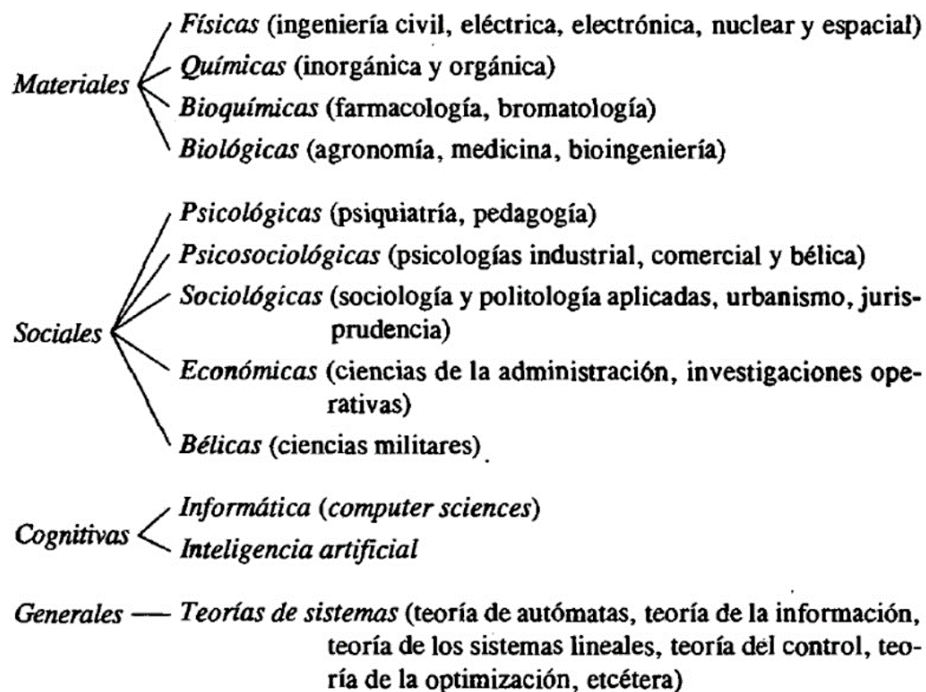 Físicas (ingeniería civil, eléctrica, electrónica, nuclear y espacial)
Materiales
Químicas (inorgánica y orgánica)
Bioquímicas (farmacología, bromatología)
Biológicas (agronomía, medicina, bioingeniería)
Psicológicas (psiquiatría, pedagogía)
Psicosociológicas (psicologías industrial, comercial y bélica)
Sociales
Sociológicas (sociología y politología aplicadas, urbanismo, juris-
prudencia)
Económicas (ciencias de la administración, investigaciones ope-
rativas)
Bélicas (ciencias militares)
Cognitivas
Informática (computer sciences)
Inteligencia artificial
Generales — Teorías de sistemas (teoría de autómatas, teoría de la información,
teoría de los sistemas lineales, teoría del control, teo-
ría de la optimización, etcétera)